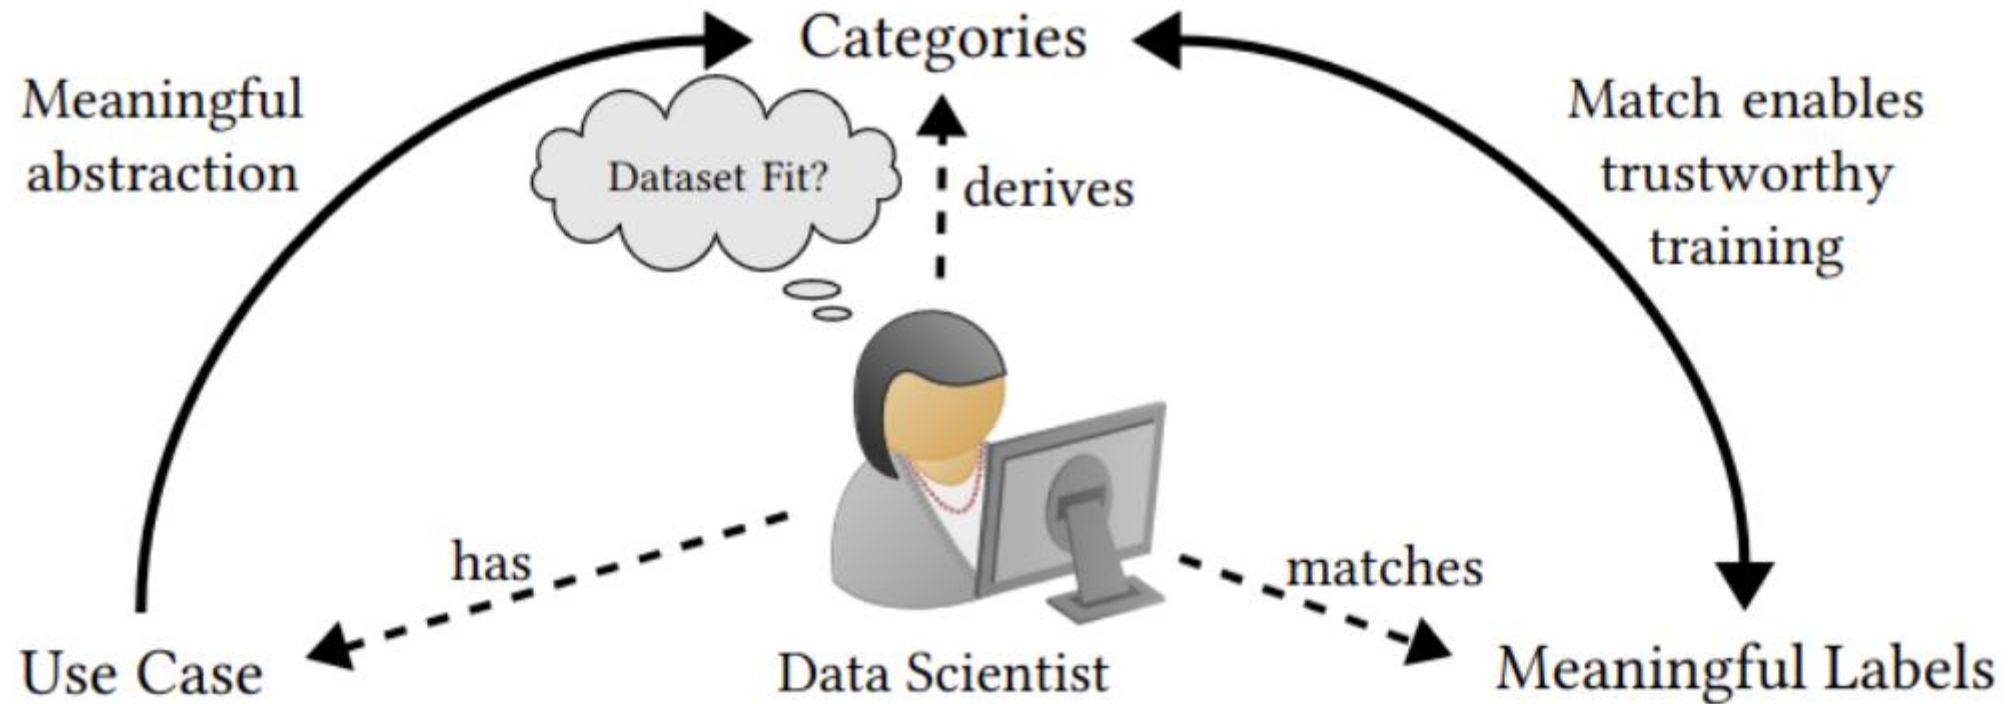 Categories
Meaningful
abstraction
Match enables
trustworthy
training
Dataset Fit?
derives
has
matches
Use Case
Data Scientist
Meaningful Labels